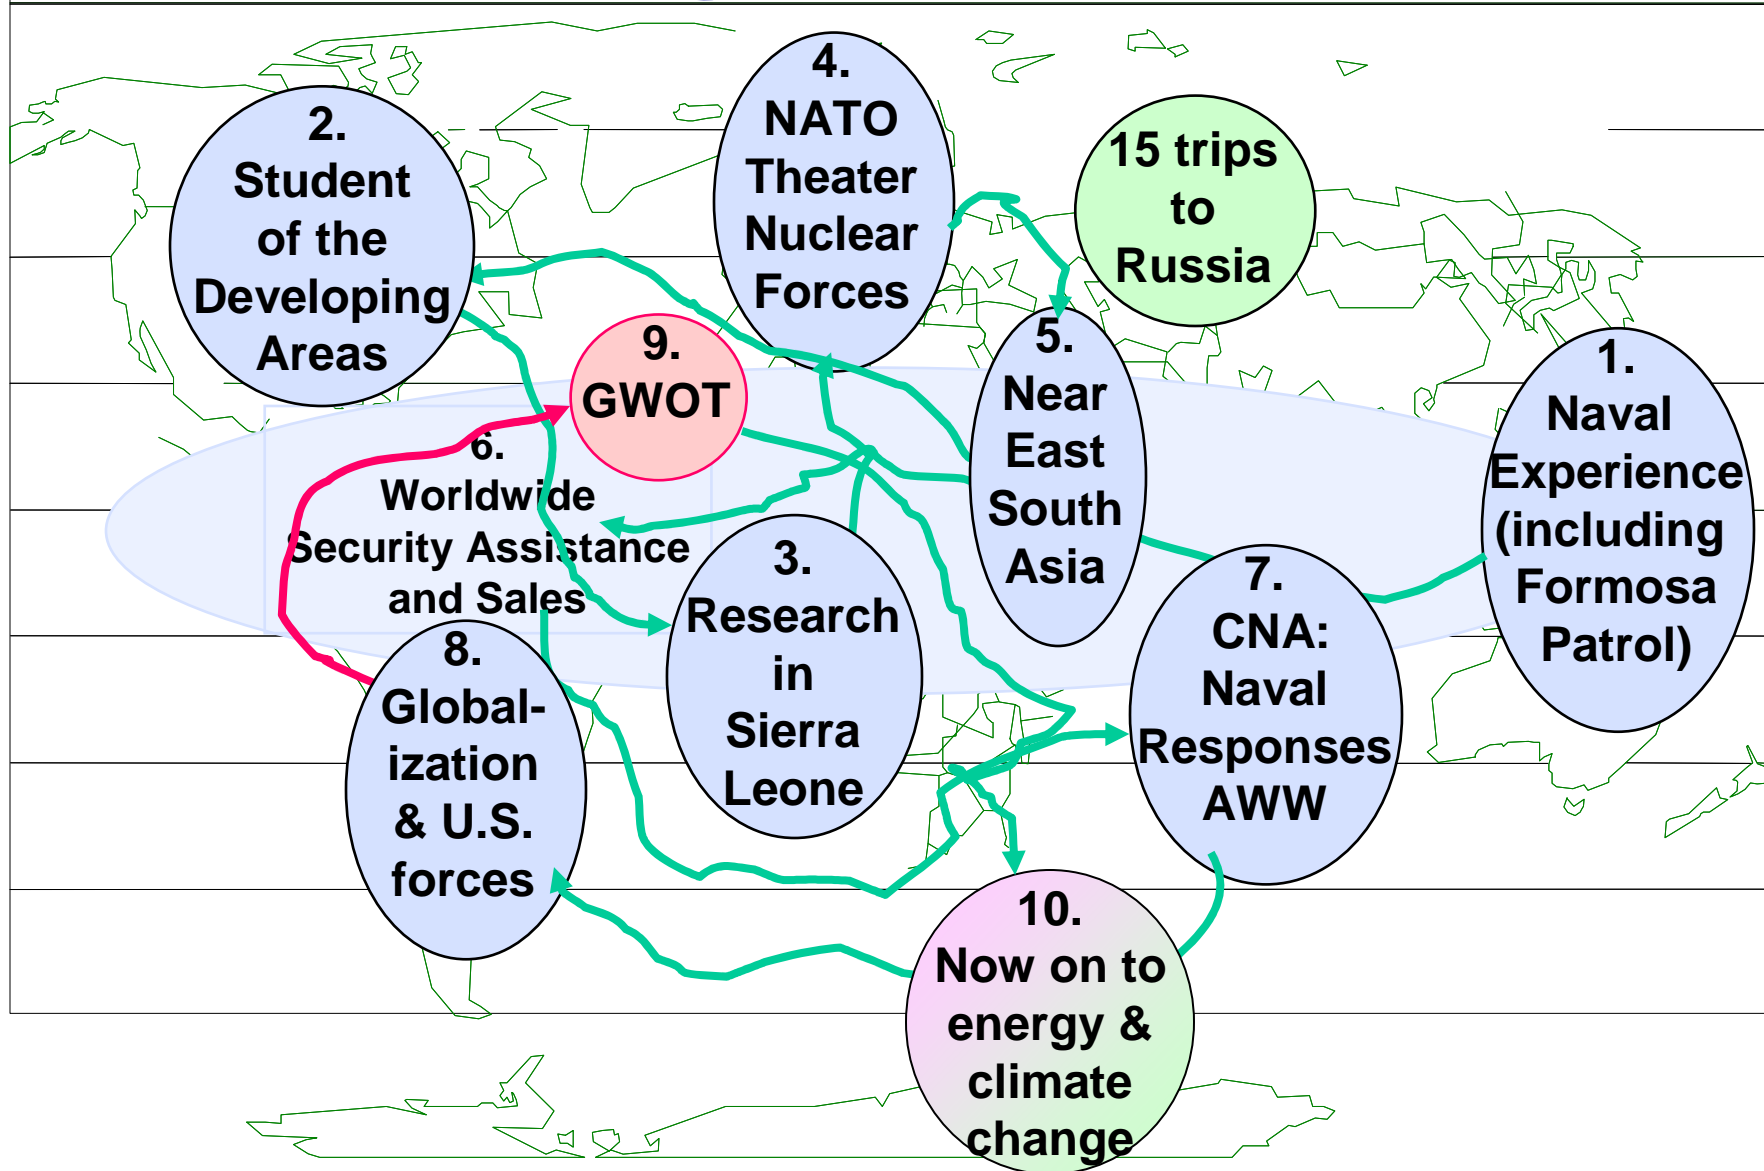 1.
Naval
Experience
(including
Formosa
Patrol)
2.
Student
of the
Developing
Areas
3.
Research
in
Sierra
Leone
4.
NATO
Theater
Nuclear
Forces
5.
Near
East
South
Asia
6.
Worldwide
Security Assistance
and Sales
7.
CNA:
Naval
Responses
AWW
8.
Global-
ization
& U.S.
forces
9.
GWOT
10.
Now on to
energy &
climate
change
15 trips
to
Russia